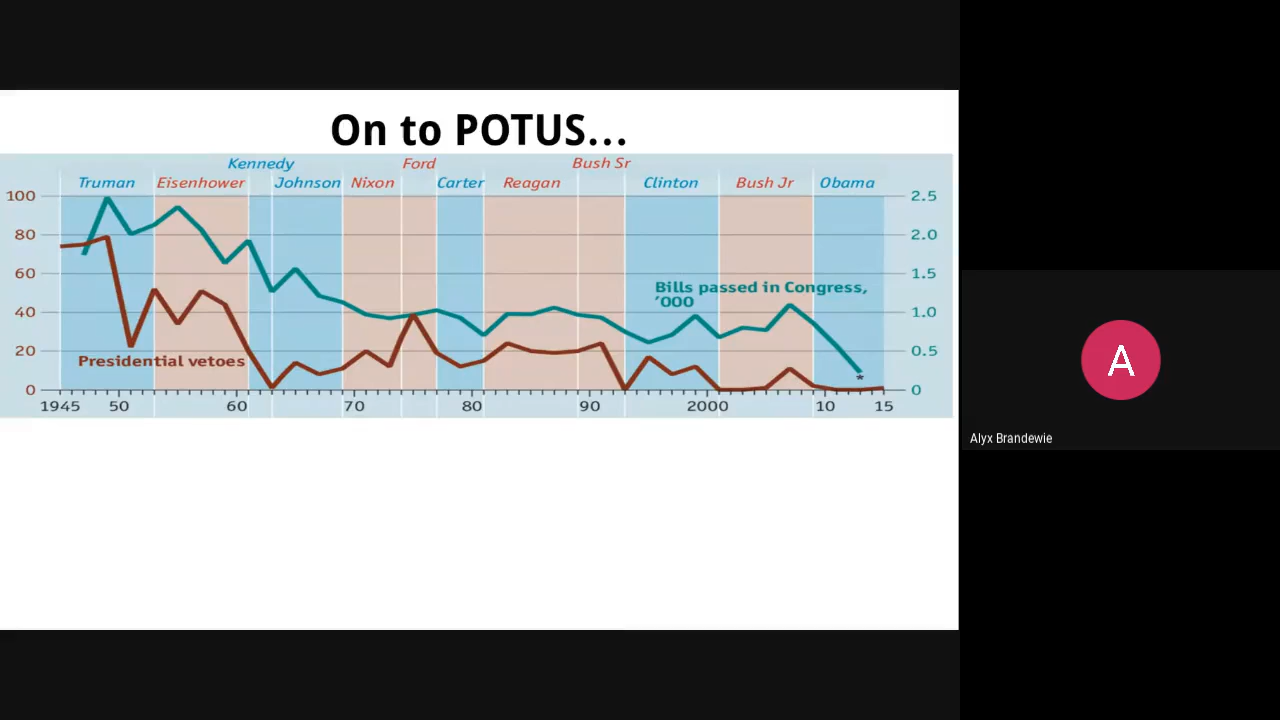 On to POTUS...
Kennedy Ford Bush Sr
Truman Eisenhower Johnson Nixon Carter Reagan Clinton Bush Jr Obama
100 2.5
80 2.0
60 1.5
Bills passed in Congress,
’000
40 1.0
20 0.5
Presidential vetoes
*
0 0
1945 50 60 70 80 90 2000 10 15
A
Alyx Brandewie